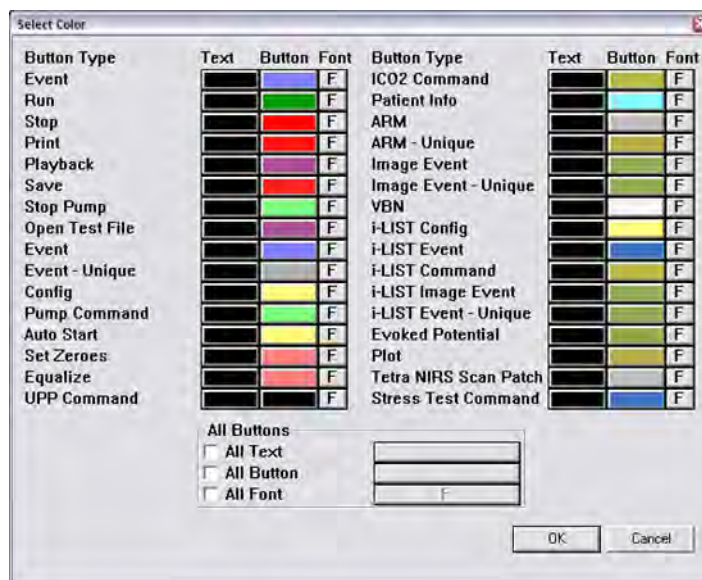 Select Color
Button Type Text Button Font Button Type Text Button Font
Event F ICO2 Command F
Run F Patient Info F
Stop F ARM F
Print F ARM - Unique F
Playback F Image Event F
Save F Image Event - Unique F
Stop Pump F VBN F
Open Test File F i-LIST Config F
Event F i-LIST Event F
Event - Unique F i-LIST Command F
Config F i-LIST Image Event F
Pump Command F i-LIST Event - Unique F
Auto Start F Evoked Potential F
Set Zeroes F Plot F
Equalize F Tetra NIRS Scan Patch F
UPP Command F Stress Test Command F
All Buttons
All Text
All Button
All Font F
OK Cancel